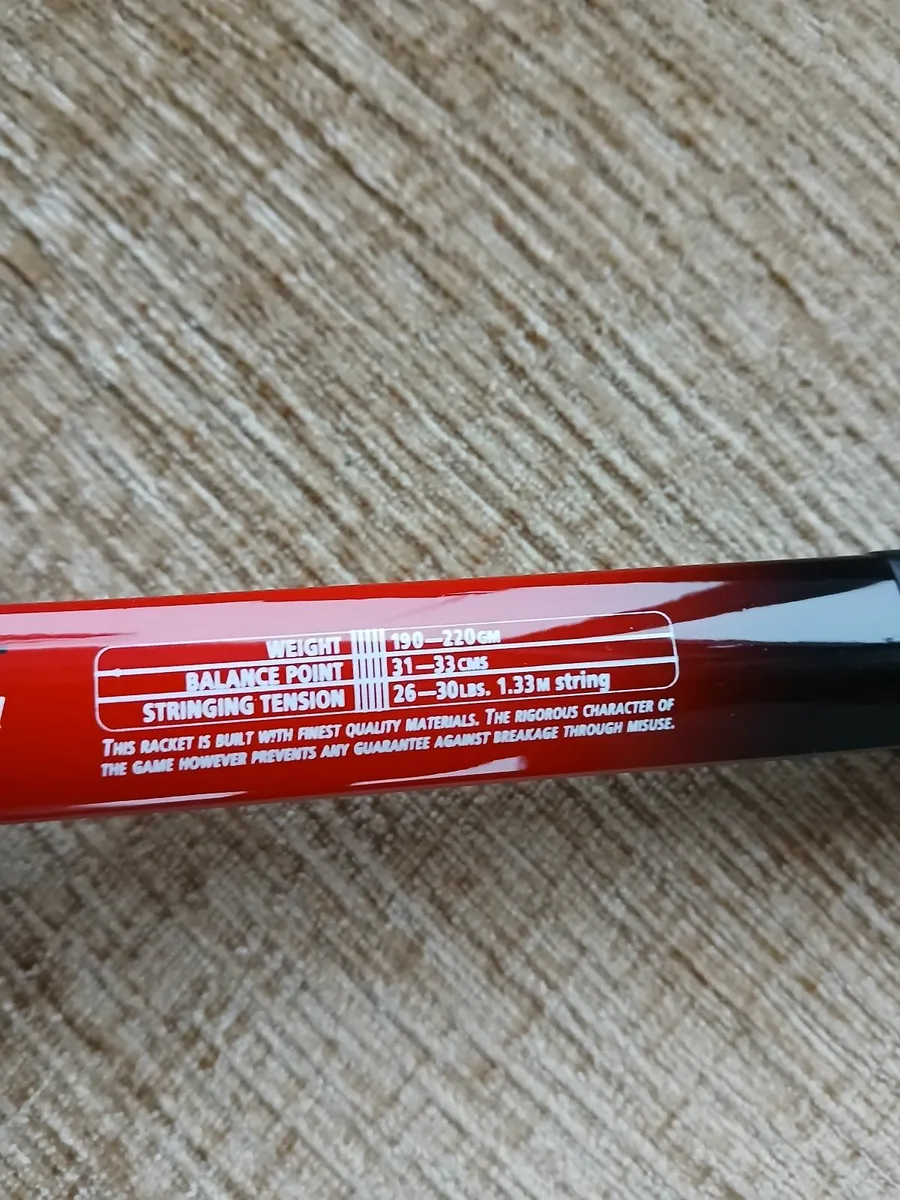 WEIGHT 190—220GM
BALANCE POINT 31—33CMS
STRINGING TENSION 26—30LBS. 1.33M string
THIS RACKET IS BUILT WITH FINEST QUALITY MATERIALS. THE RIGOROUS CHARACTER OF
THE GAME HOWEVER PREVENTS ANY GUARANTEE AGAINST BREAKAGE THROUGH MISUSE.